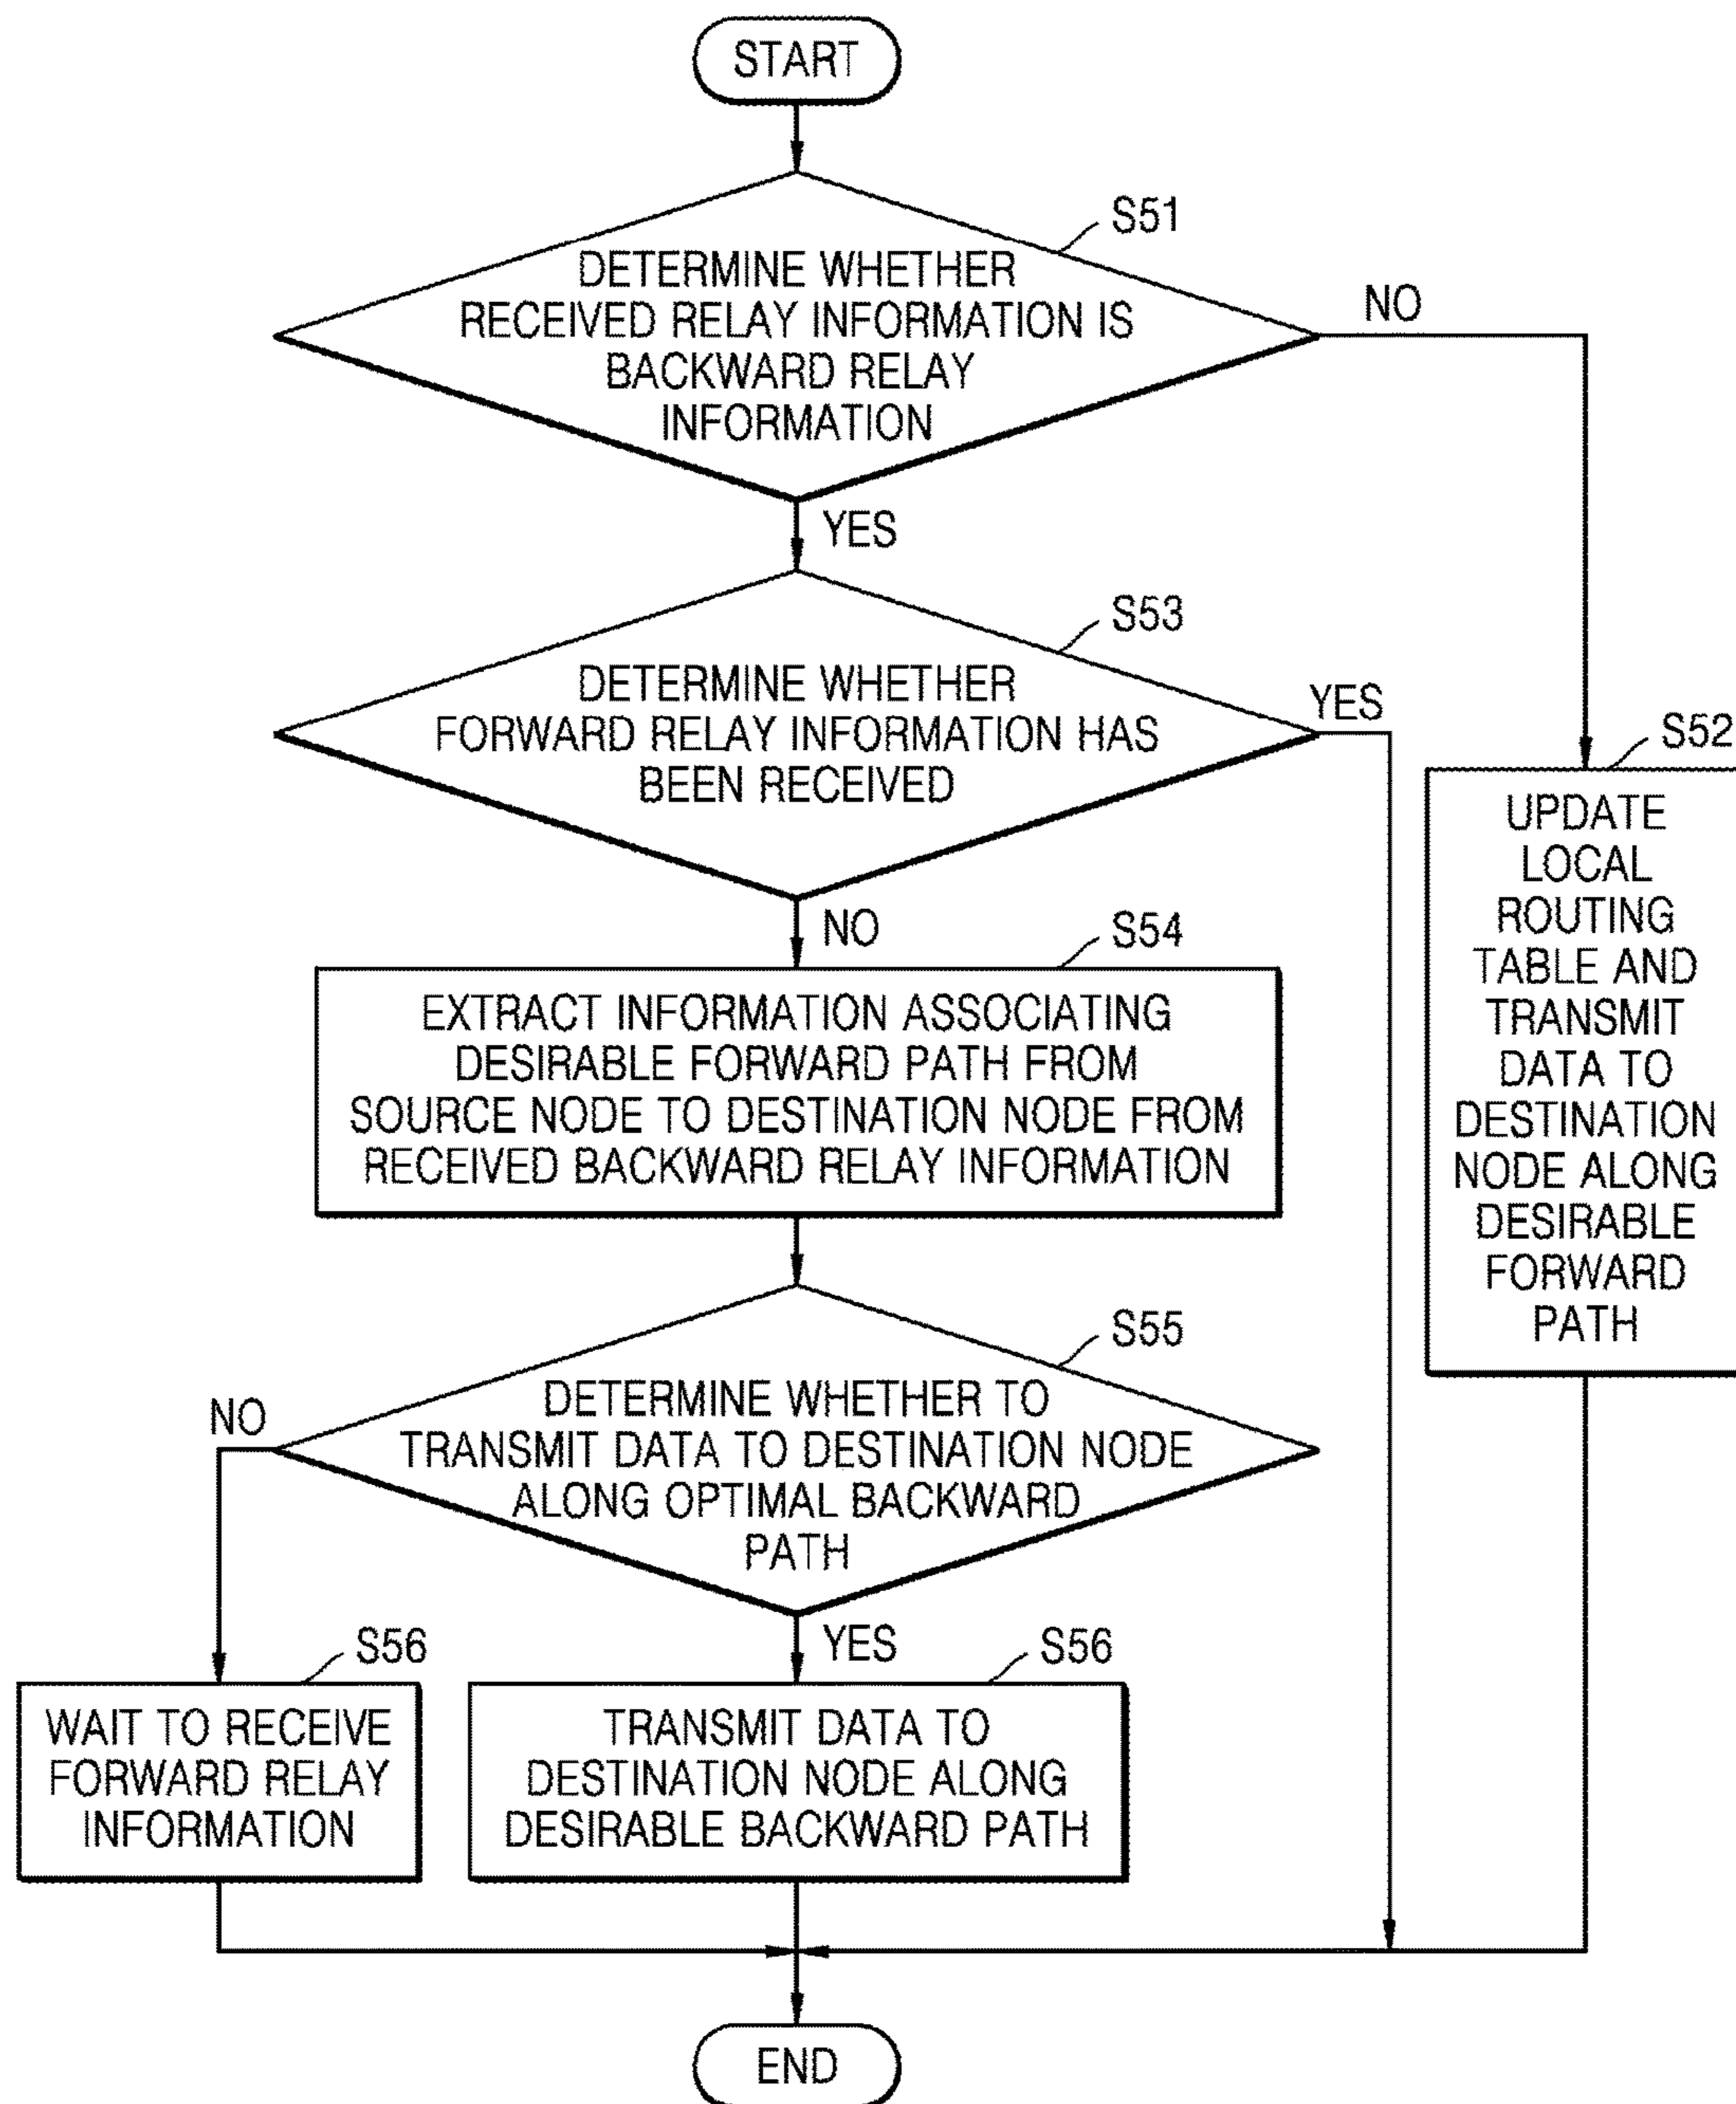 START
S51
DETERMINE WHETHER
RECEIVED RELAY INFORMATION IS
BACKWARD RELAY
INFORMATION
NO
YES
S53
DETERMINE WHETHER
FORWARD RELAY INFORMATION HAS
BEEN RECEIVED
YES
S52
UPDATE
LOCAL
ROUTING
TABLE AND
TRANSMIT
DATA TO
DESTINATION
NODE ALONG
DESIRABLE
FORWARD
PATH
NO
S54
EXTRACT INFORMATION ASSOCIATING
DESIRABLE FORWARD PATH FROM
SOURCE NODE TO DESTINATION NODE FROM
RECEIVED BACKWARD RELAY INFORMATION
S55
DETERMINE WHETHER TO
TRANSMIT DATA TO DESTINATION NODE
ALONG OPTIMAL BACKWARD
PATH
NO
YES
S56
WAIT TO RECEIVE
FORWARD RELAY
INFORMATION
S56
TRANSMIT DATA TO
DESTINATION NODE ALONG
DESIRABLE BACKWARD PATH
END